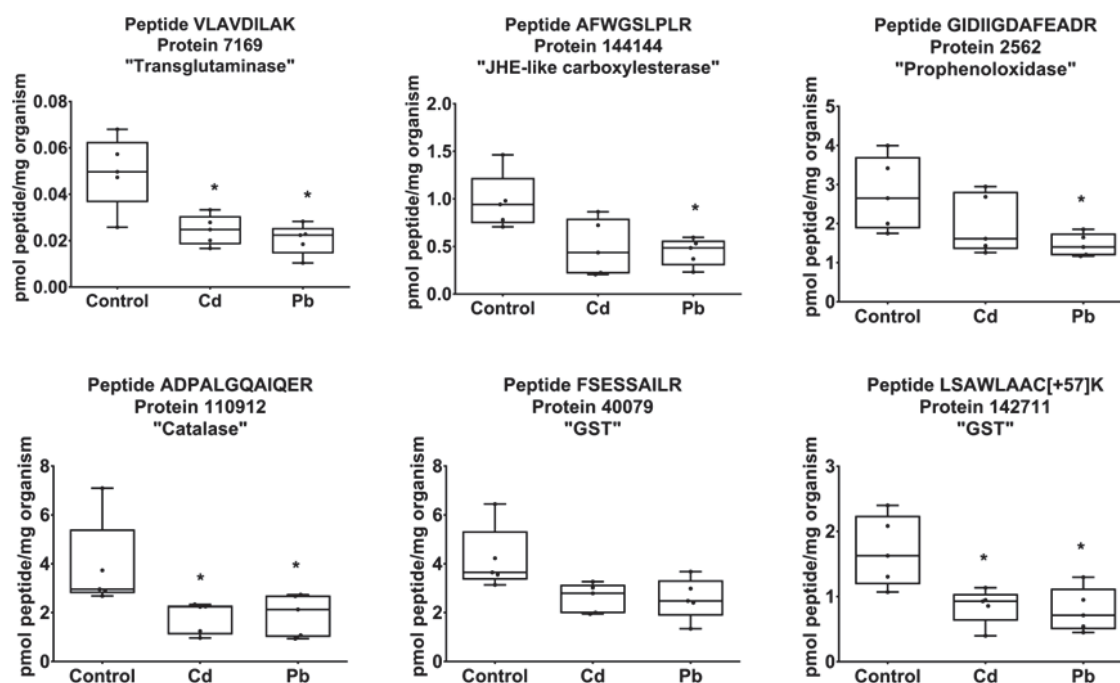 Peptide VLAVDILAK
Protein 7169
"Transglutaminase"
pmol peptide/mg organism
0.08
0.06
0.04
0.02
0.00
*
*
Control Cd Pb
Peptide AFWGSLPLR
Protein 144144
"JHE-like carboxylesterase"
pmol peptide/mg organism
2.0
1.5
1.0
0.5
0.0
*
Control Cd Pb
Peptide GIDIIGDAFEADR
Protein 2562
"Prophenoloxidase"
pmol peptide/mg organism
5
4
3
2
1
0
*
Control Cd Pb
Peptide ADPALGQAIQER
Protein 110912
"Catalase"
pmol peptide/mg organism
8
6
4
2
0
*
*
Control Cd Pb
Peptide FSESSAILR
Protein 40079
"GST"
pmol peptide/mg organism
8
6
4
2
0
Control Cd Pb
Peptide LSAWLAAC[+57]K
Protein 142711
"GST"
pmol peptide/mg organism
3
2
1
0
*
*
Control Cd Pb